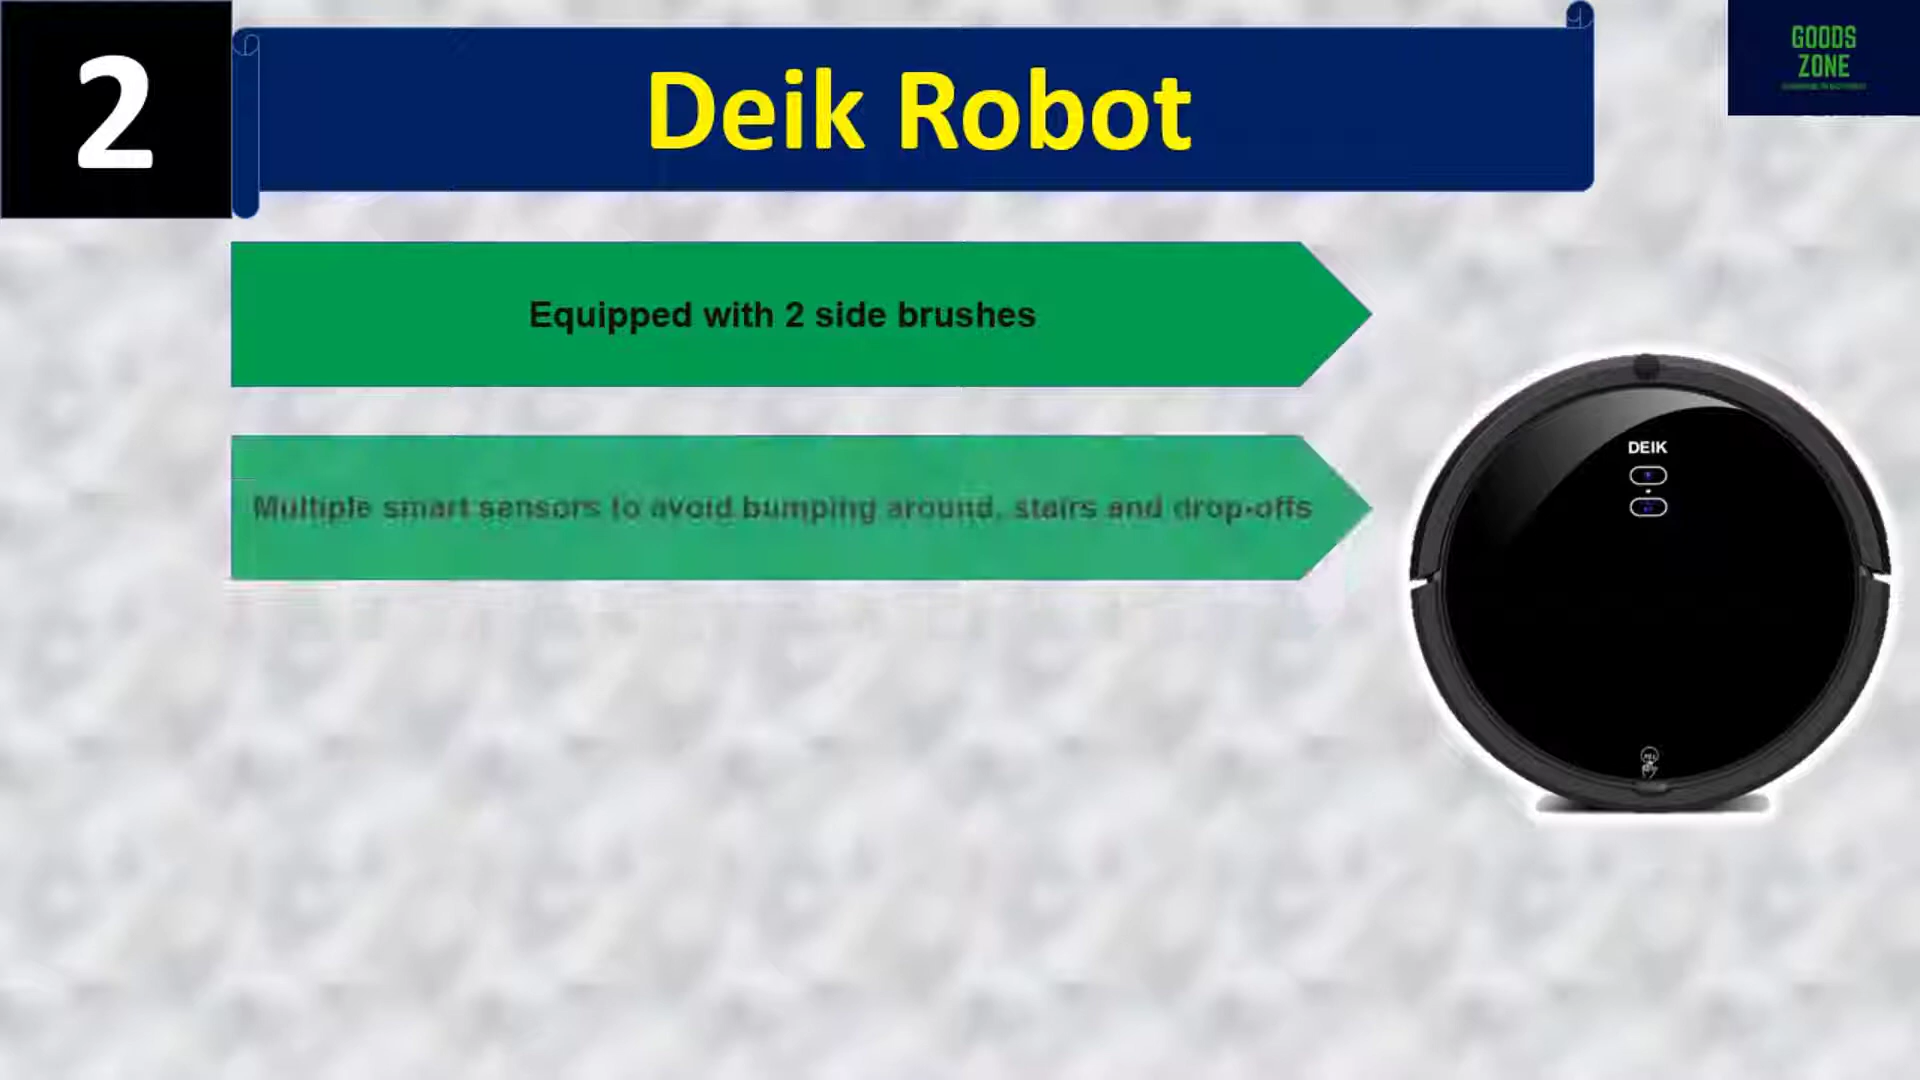 2
Deik Robot
GOODS
ZONE
Equipped with 2 side brushes
Multiple smart sensors to avoid bumping around, stairs and drop-offs
DEIK